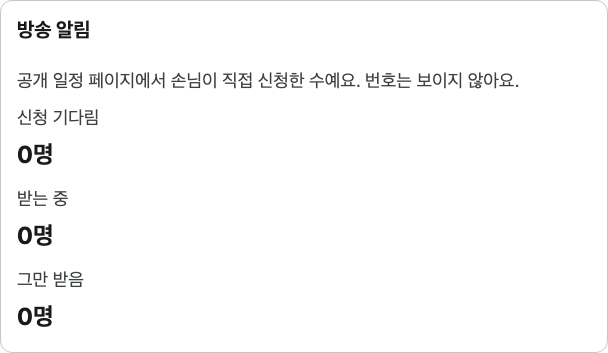 방송 알림
공개 일정 페이지에서 손님이 직접 신청한 수예요. 번호는 보이지 않아요.
신청 기다림
0명
받는 중
0명
그만 받음
0명